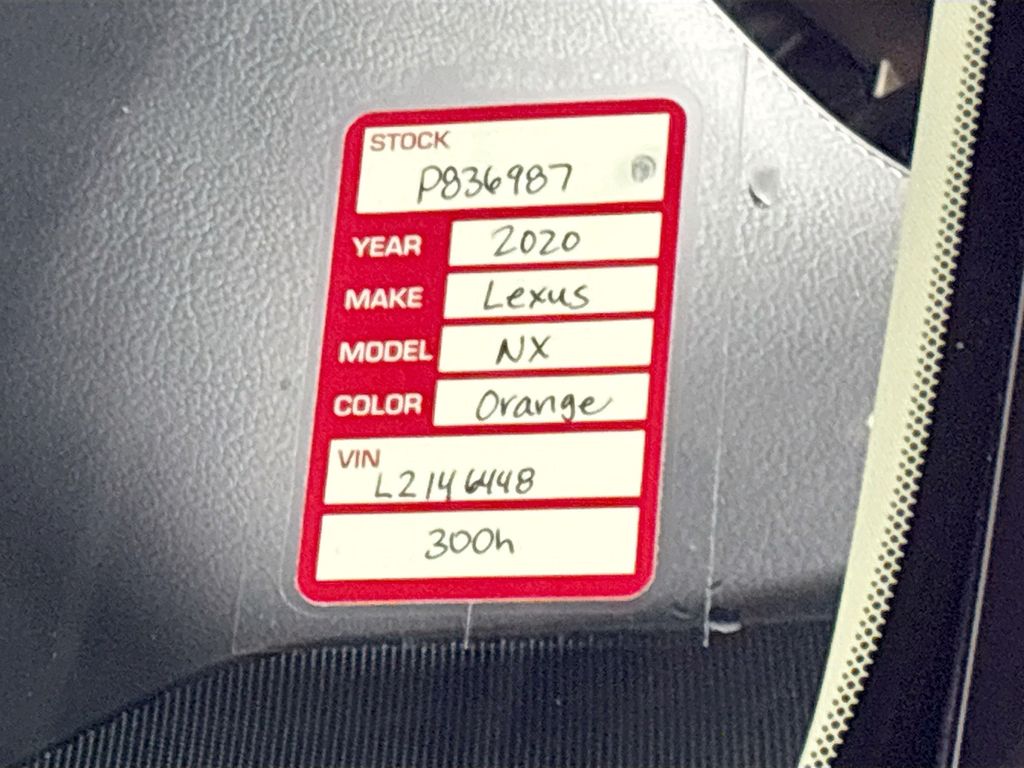 STOCK
P836987
YEAR 2020
MAKE Lexus
MODEL NX
COLOR Orange
VIN
L2146448
300h